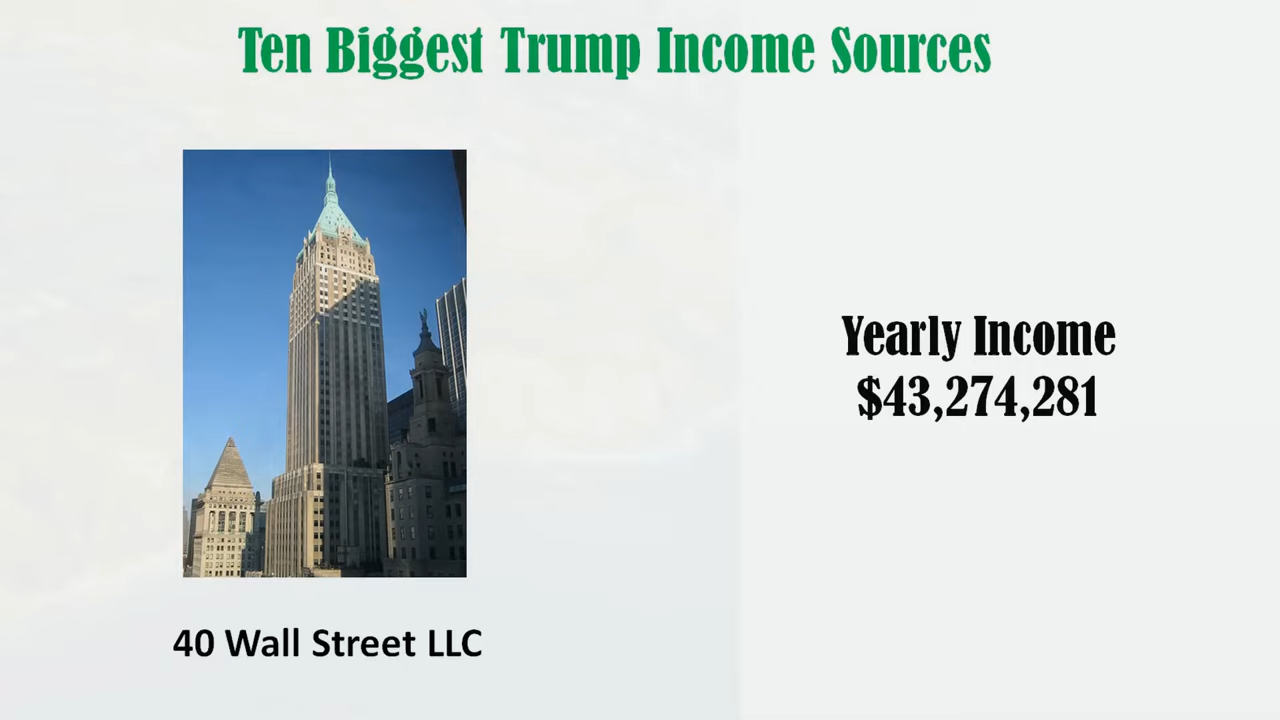 Ten Biggest Trump Income Sources
Yearly Income
$43,274,281
40 Wall Street LLC